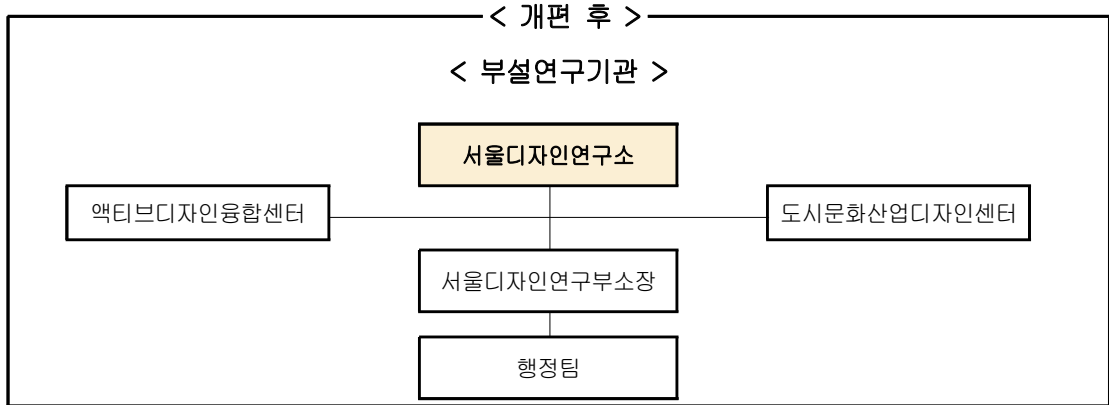 < 개편 후 >
< 부설연구기관 >
서울디자인연구소
액티브디자인융합센터
도시문화산업디자인센터
서울디자인연구부소장
행정팀